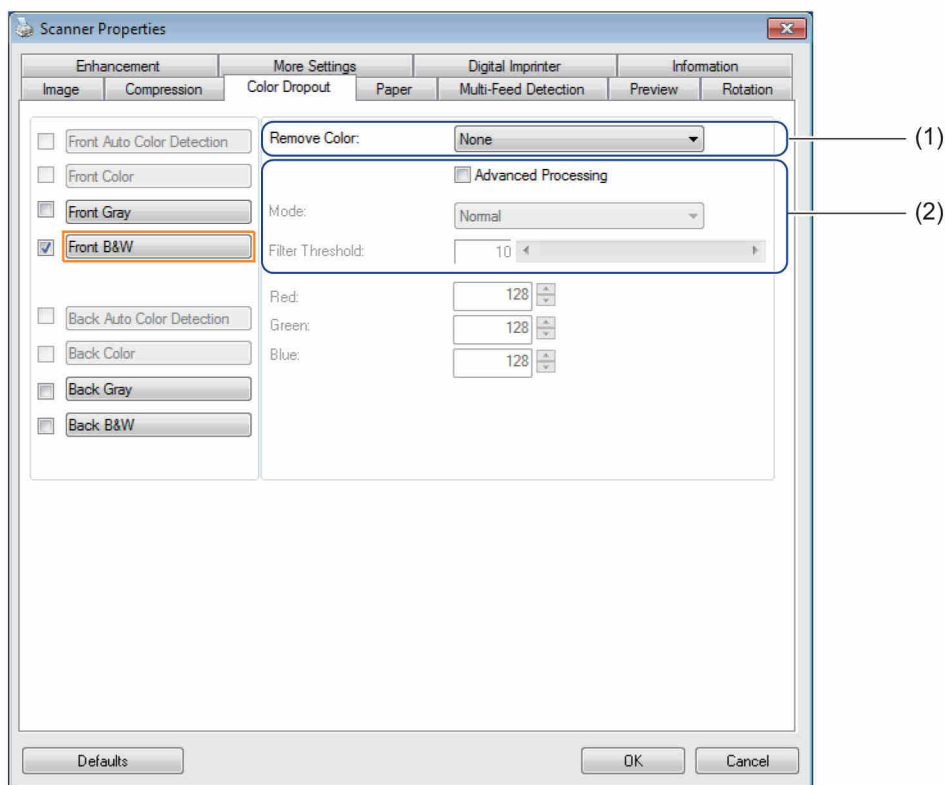 Scanner Properties
Enhancement More Settings Digital Imprinter Information
Image Compression Color Dropout Paper Multi-Feed Detection Preview Rotation
Front Auto Color Detection Remove Color: None (1)
Front Color Advanced Processing
Front Gray Mode: Normal (2)
Front B&W Filter Threshold: 10
Red: 128
Back Auto Color Detection Green: 128
Back Color Blue: 128
Back Gray
Back B&W
Defaults OK Cancel